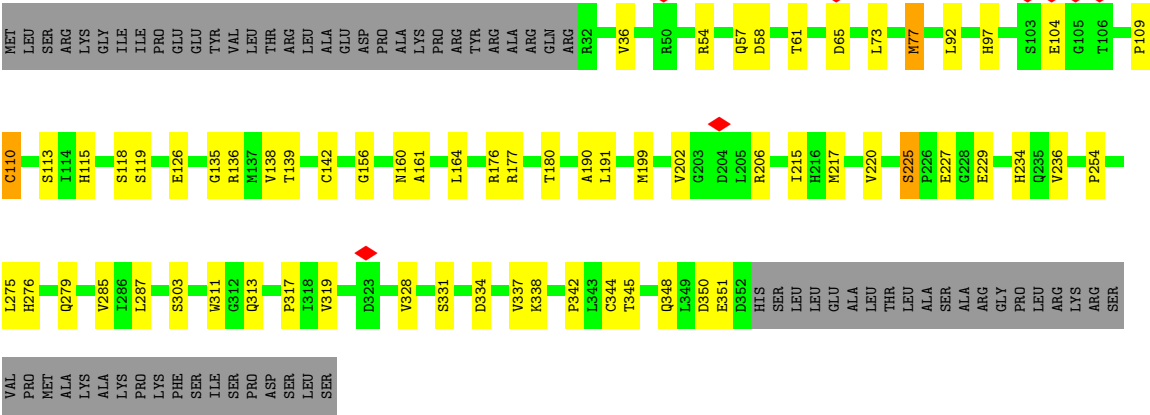 MET LEU SER ARG LYS GLY ILE ILE PRO GLU GLU TYR VAL LEU THR ARG LEU ALA GLU ASP PRO ALA LYS PRO ARG TYR ARG ALA ARG GLN ARG R32 V36 R50 R54 Q57 D58 T61 D65 L73 M77 L92 H97 S103 E104 G105 T106 P109
C110 S113 I114 H115 S118 S119 E126 G135 R136 M137 V138 T139 C142 G156 N160 A161 L164 R176 R177 T180 A190 L191 M199 V202 G203 D204 L205 R206 I215 H216 M217 V220 S225 P226 E227 G228 E229 H234 Q235 V236 P254
L275 H276 Q279 V285 I286 L287 S303 W311 G312 Q313 P317 I318 V319 D323 V328 S331 D334 V337 K338 P342 L343 C344 T345 Q348 L349 D350 E351 D352 HIS SER LEU LEU GLU ALA LEU THR LEU ALA SER ALA ARG GLY PRO LEU ARG LYS ARG SER
VAL PRO MET ALA LYS ALA LYS PRO LYS PHE SER ILE SER PRO ASP SER LEU SER